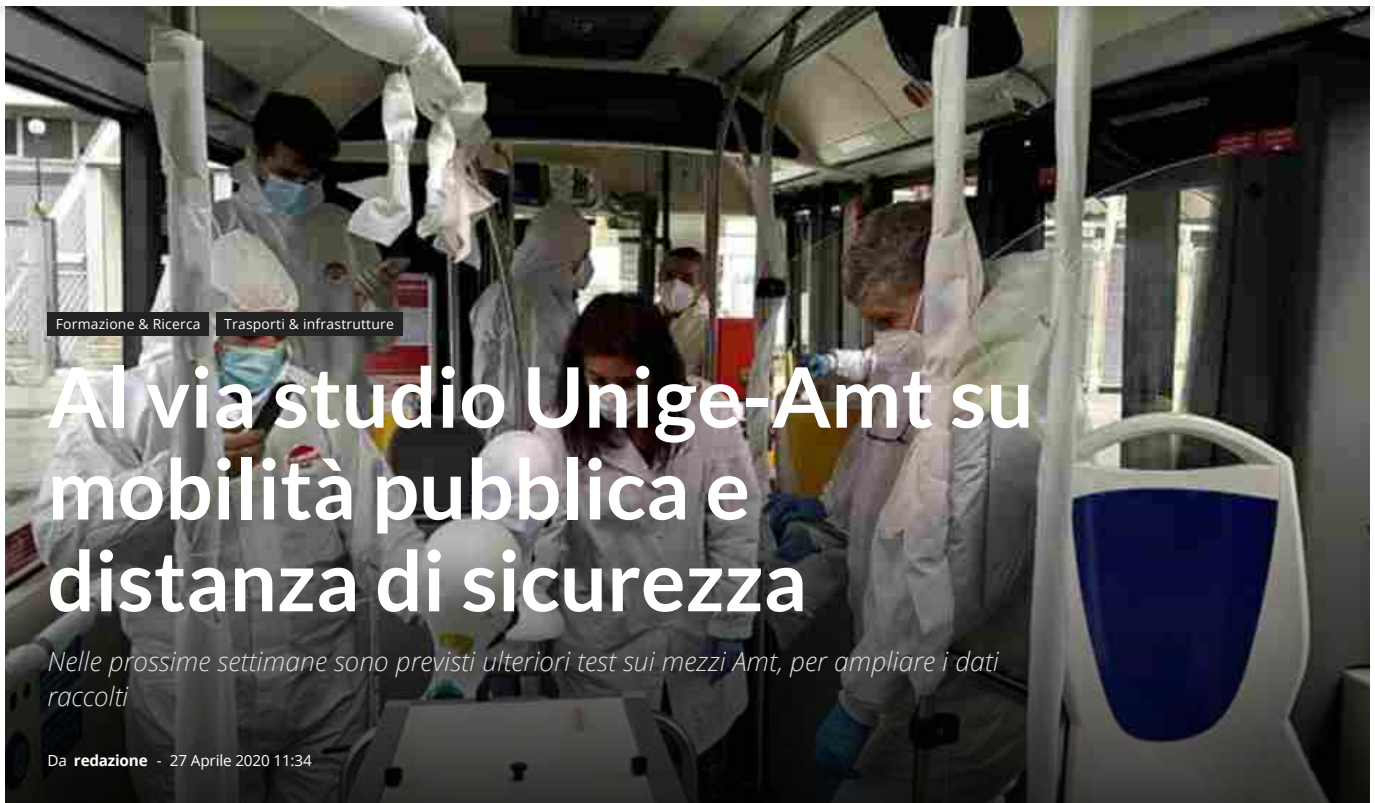 Formazione & Ricerca Trasporti & infrastrutture
Al via studio Unige-Amt su
mobilità pubblica e
distanza di sicurezza
Nelle prossime settimane sono previsti ulteriori test sui mezzi Amt, per ampliare i dati
raccolti
Da redazione - 27 Aprile 2020 11:34